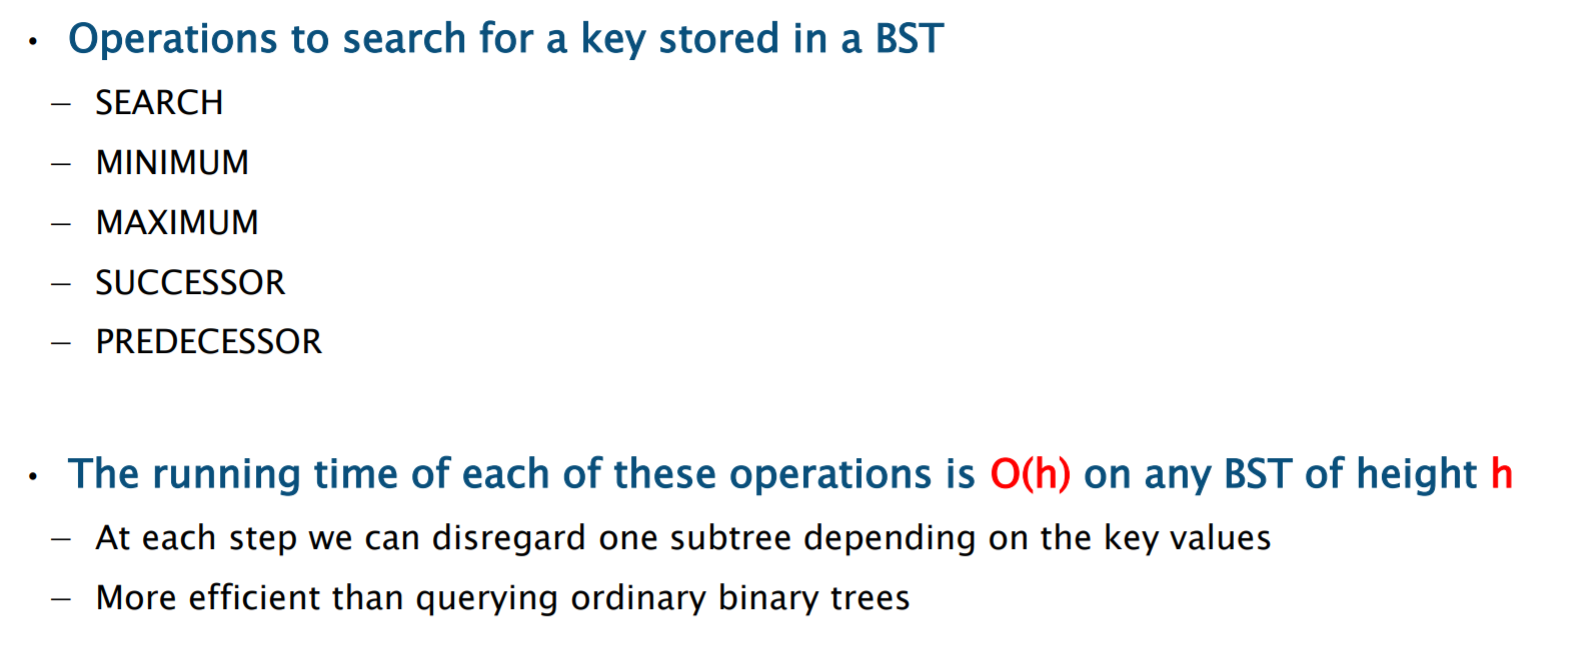 • Operations to search for a key stored in a BST
– SEARCH
– MINIMUM
– MAXIMUM
– SUCCESSOR
– PREDECESSOR
• The running time of each of these operations is O(h) on any BST of height h
– At each step we can disregard one subtree depending on the key values
– More efficient than querying ordinary binary trees